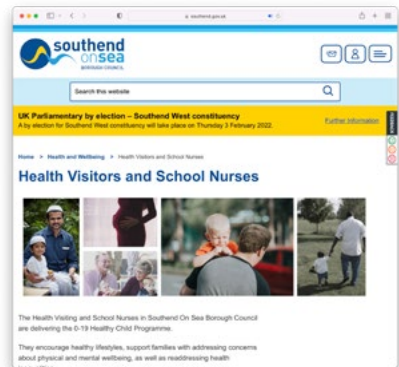 southend.gov.uk
southend
onsea
BOROUGH COUNCIL
Search this website
UK Parliamentary by election – Southend West constituency
A by election for Southend West constituency will take place on Thursday 3 February 2022.
Further information
Home > Health and Wellbeing > Health Visitors and School Nurses
Health Visitors and School Nurses
The Health Visiting and School Nurses in Southend On Sea Borough Council
are delivering the 0-19 Healthy Child Programme.
They encourage healthy lifestyles, support families with addressing concerns
about physical and mental wellbeing, as well as readdressing health